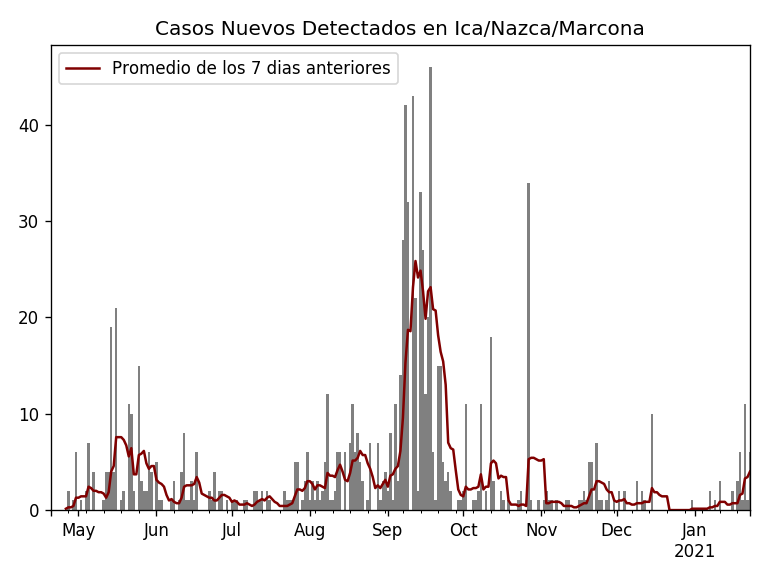 Casos Nuevos Detectados en Ica/Nazca/Marcona
Promedio de los 7 dias anteriores
40
30
20
10
0
May Jun Jul Aug Sep Oct Nov Dec Jan
2021